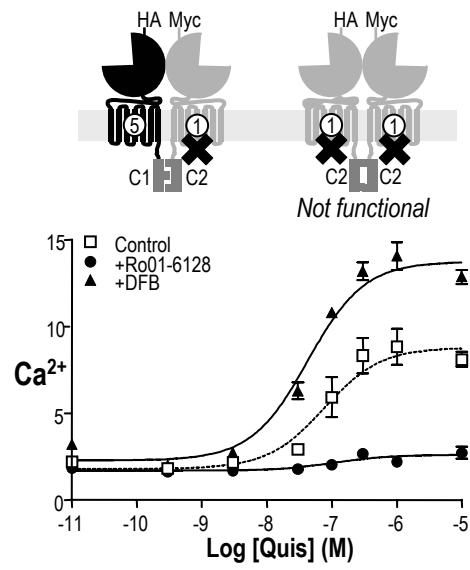 HA Myc HA Myc
5 1 1 1
C1 C2 C2 C2
Not functional
15
Control
+Ro01-6128
+DFB
10
Ca2+
5
0
-11 -10 -9 -8 -7 -6 -5
Log [Quis] (M)